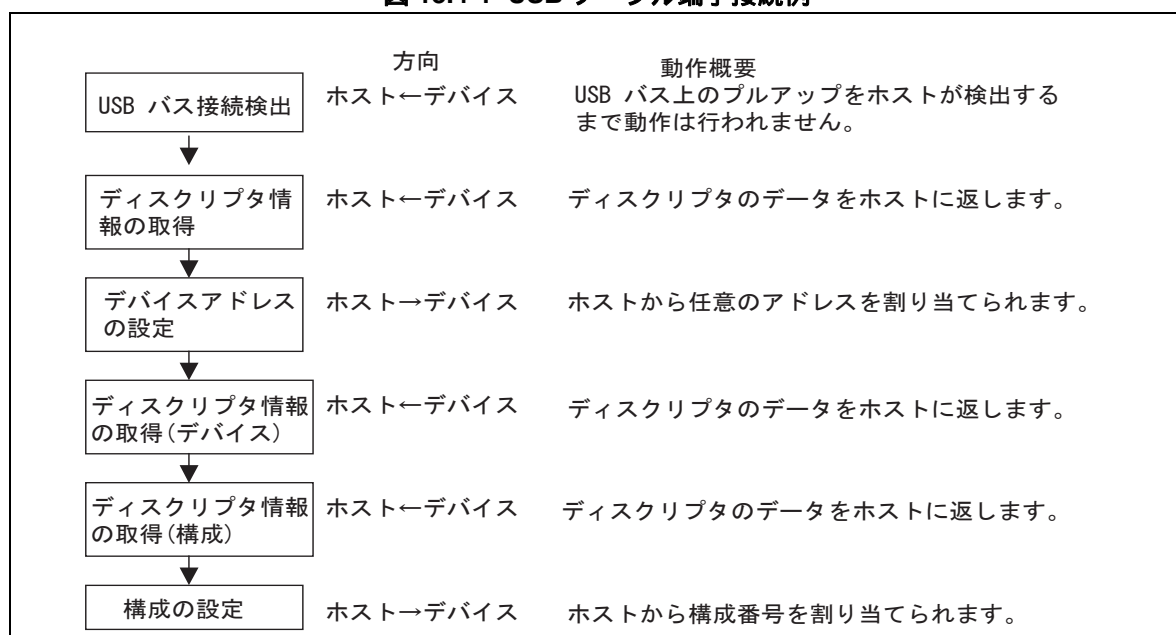 方向
動作概要
USB バス接続検出
ホスト←デバイス
USB バス上のプルアップをホストが検出する
まで動作は行われません。
ディスクリプタ情
報の取得
ホスト←デバイス
ディスクリプタのデータをホストに返します。
デバイスアドレス
の設定
ホスト→デバイス
ホストから任意のアドレスを割り当てられます。
ディスクリプタ情報
の取得(デバイス)
ホスト←デバイス
ディスクリプタのデータをホストに返します。
ディスクリプタ情報
の取得(構成)
ホスト←デバイス
ディスクリプタのデータをホストに返します。
構成の設定
ホスト→デバイス
ホストから構成番号を割り当てられます。